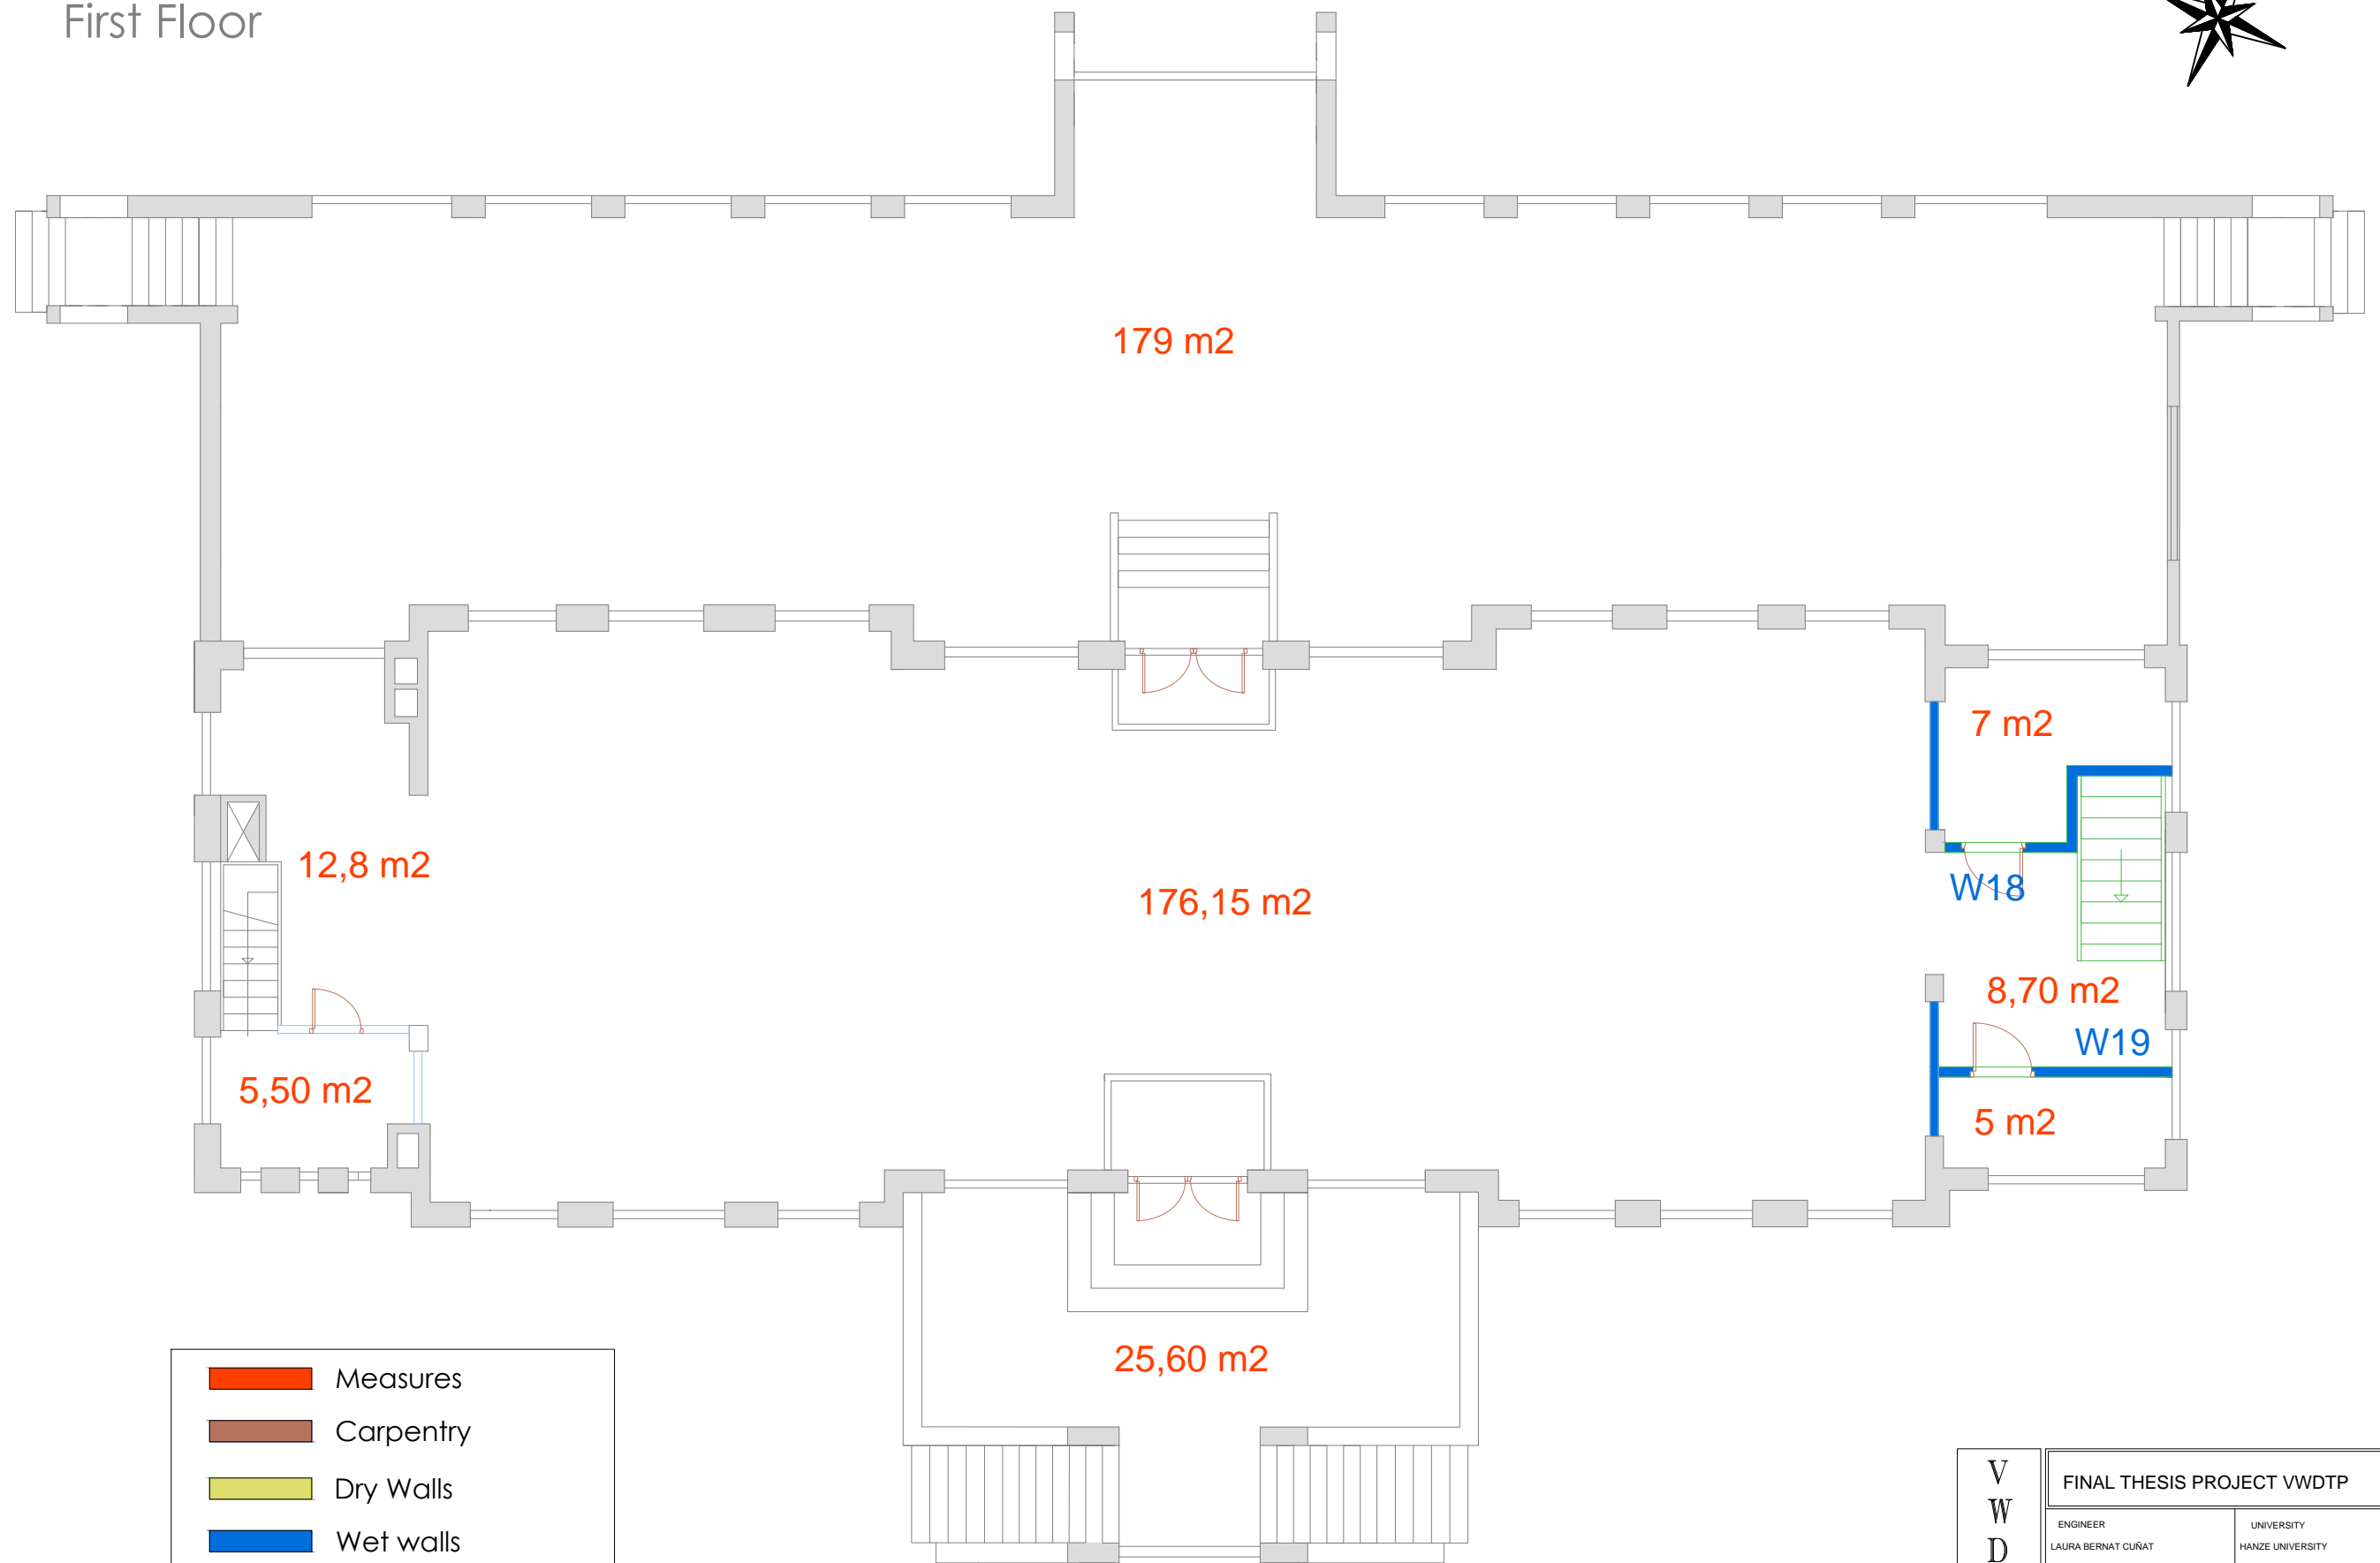 First Floor
179 m2
7 m2
12,8 m2
176,15 m2
W18
8,70 m2
W19
5,50 m2
5 m2
25,60 m2
Measures
Carpentry
Dry Walls
Wet walls
V
W
D
FINAL THESIS PROJECT VWDTP
ENGINEER
UNIVERSITY
LAURA BERNAT CUÑAT
HANZE UNIVERSITY